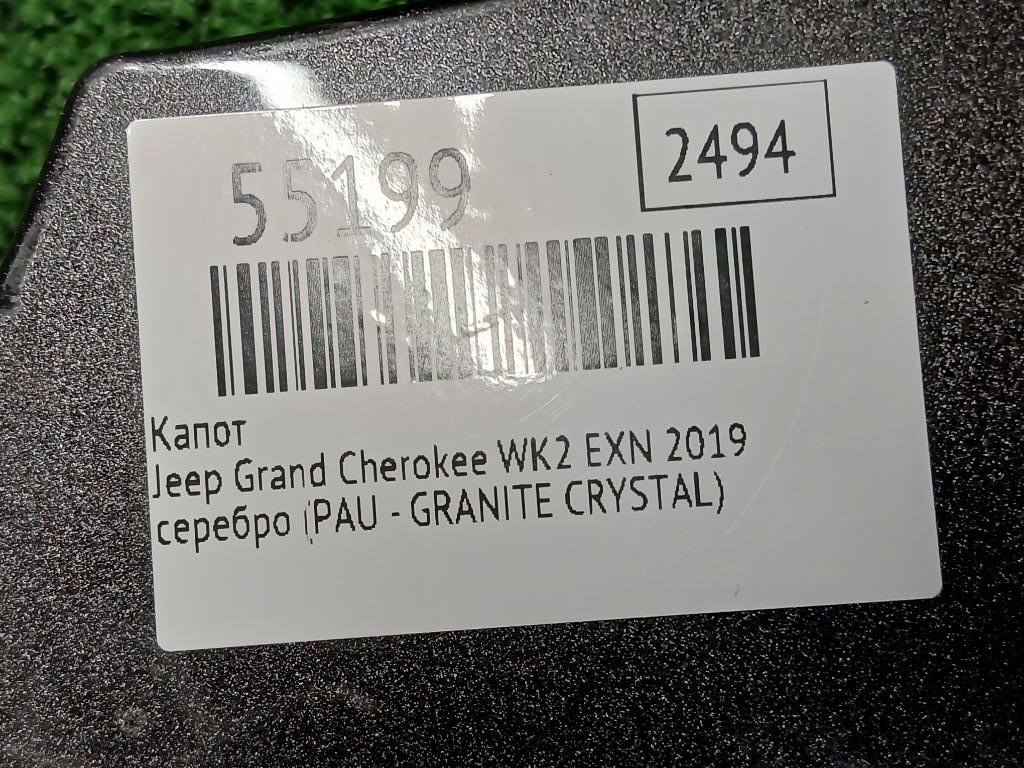 55199
2494
Капот
Jeep Grand Cherokee WK2 EXN 2019
серебро (PAU - GRANITE CRYSTAL)